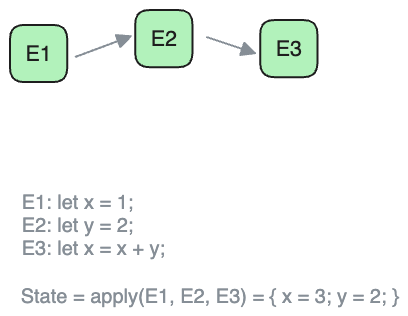 E1
E2
E3
E1: let x = 1;
E2: let y = 2;
E3: let x = x + y;
State = apply(E1, E2, E3) = { x = 3; y = 2; }